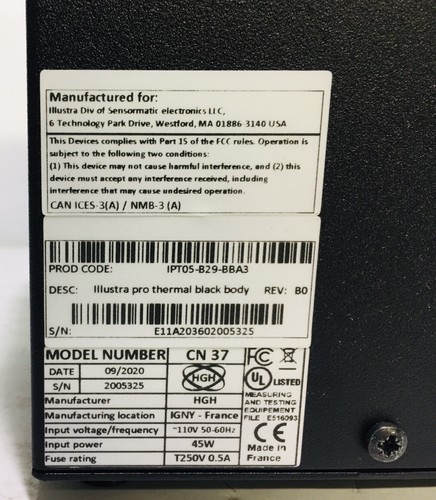 Manufactured for:
Illustra Div of Sensormatic electronics LLC,
6 Technology Park Drive, Westford, MA 01886-3140 USA
This Devices complies with Part 15 of the FCC rules. Operation is
subject to the following two conditions:
(1) This device may not cause harmful interference, and (2) this
device must accept any interference received, including
interference that may cause undesired operation.
CAN ICES-3(A) / NMB-3 (A)
PROD CODE: IPT05-B29-BBA3
DESC: Illustra pro thermal black body REV: B0
S/N: E11A203602005325
MODEL NUMBER CN 37
DATE 09/2020
S/N 2005325
HGH
FC
UL LISTED
MEASURING
AND TESTING
EQUIPEMENT
FILE E516093
CE
Made in
France
Manufacturer HGH
Manufacturing location IGNY - France
Input voltage/frequency ~110V 50-60Hz
Input power 45W
Fuse rating T250V 0.5A